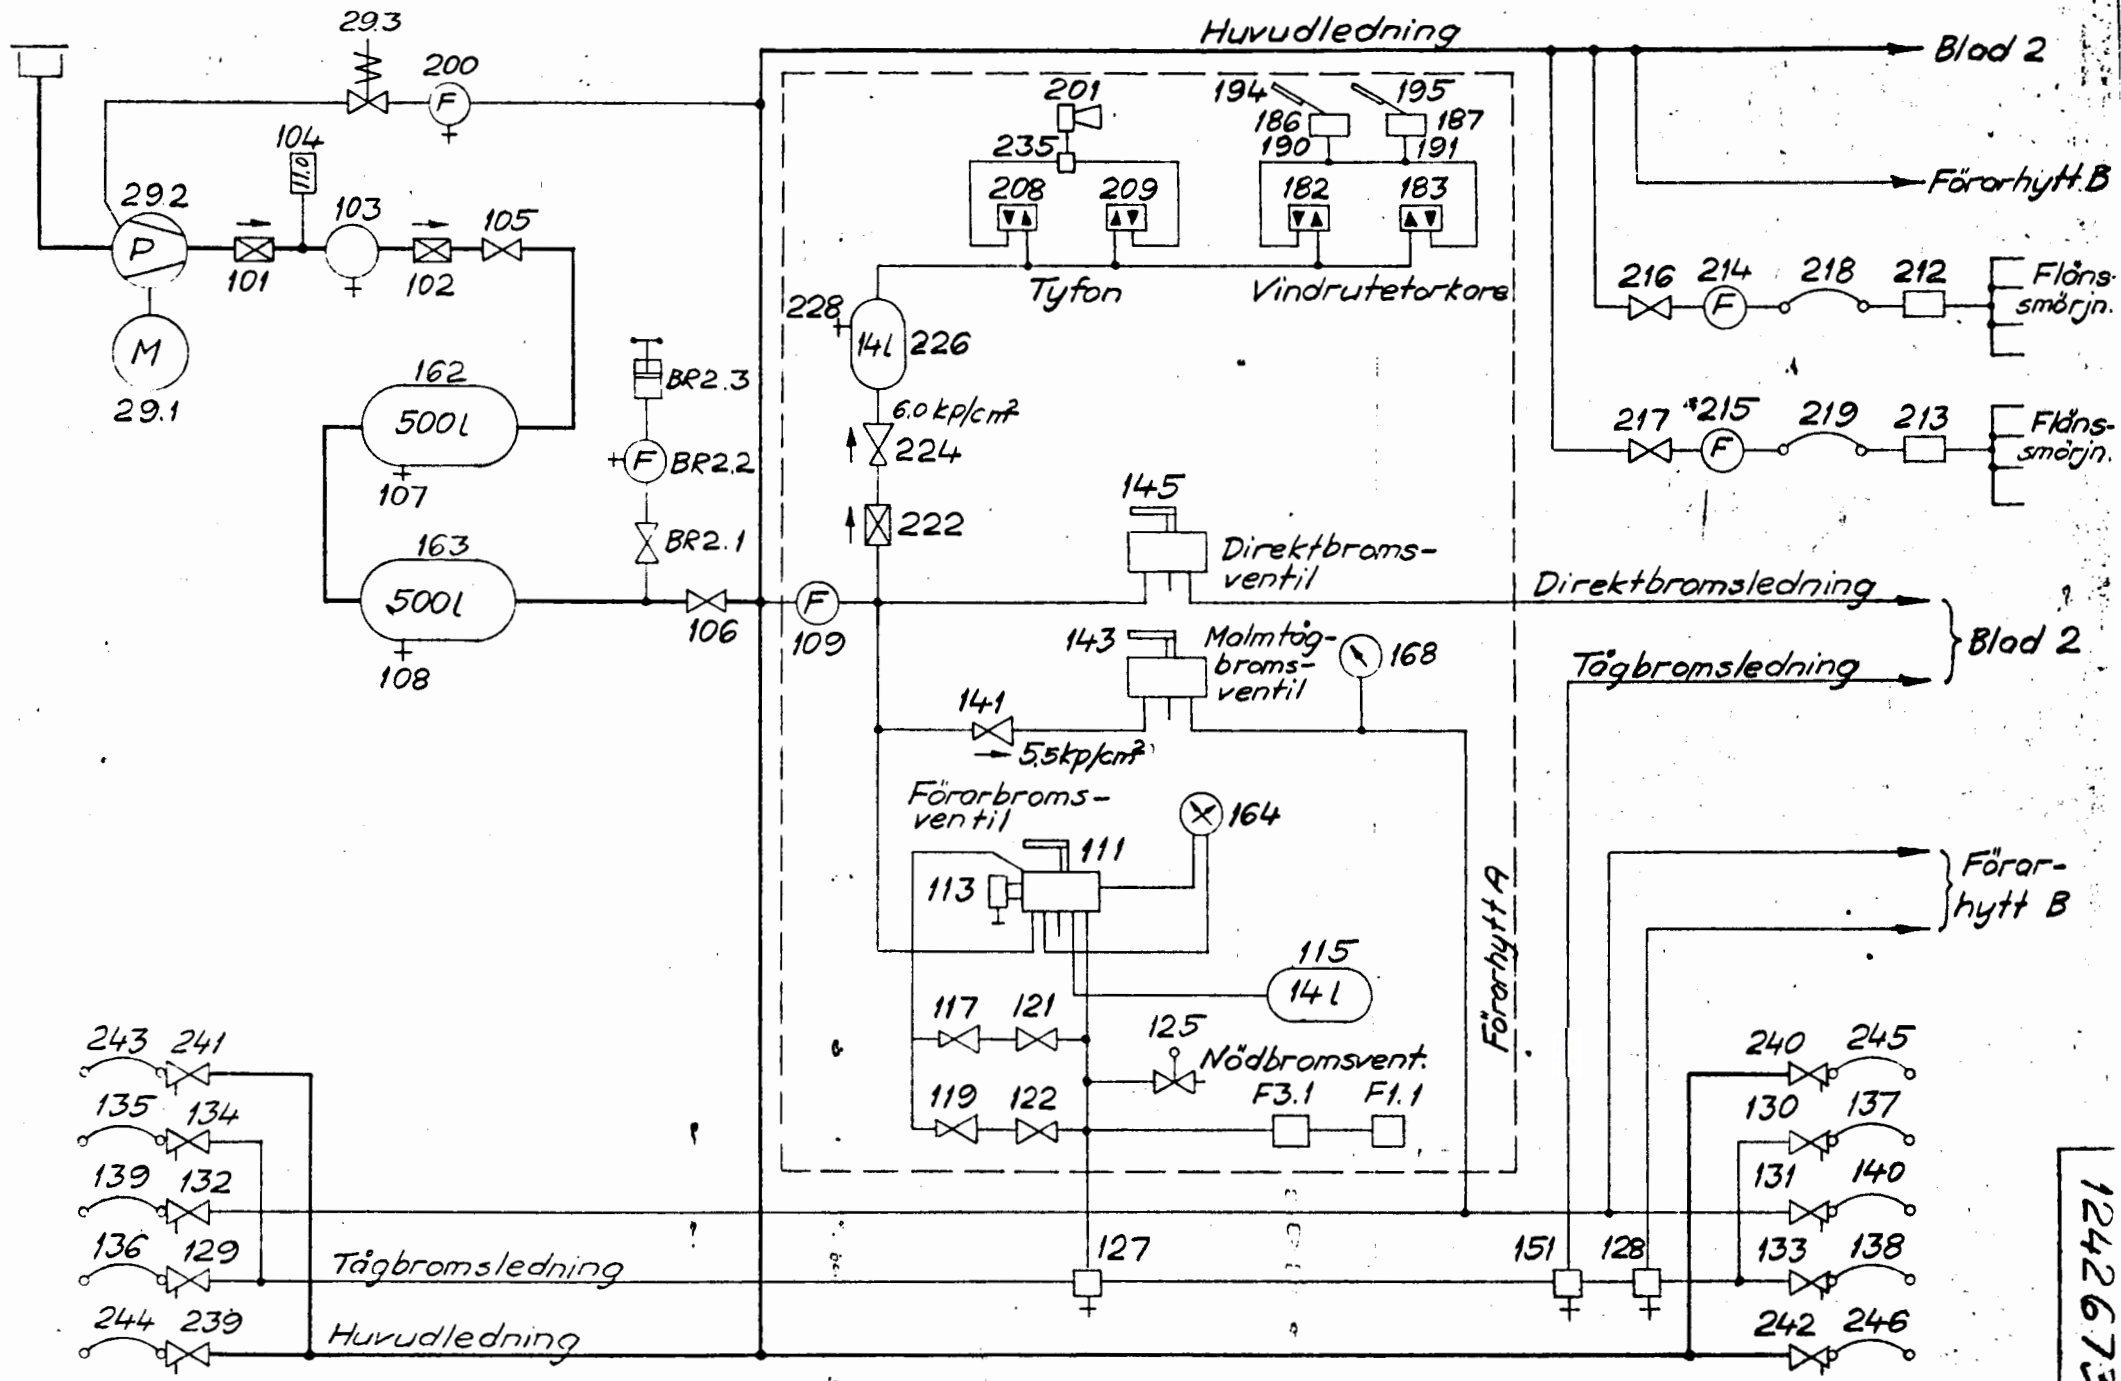 29.3
200
F
Huvudledning
Blad 2
104
11.0
201
194
195
186
187
235
190
191
Förarhytt.B
29.2
P
103
105
208
209
182
183
101
102
Tyfon
Vindrutetorkare
216
214
218
212
Fläns-
smörjn.
F
M
29.1
228
14l
226
162
500l
BR2.3
6.0 kp/cm²
217
215
219
213
Fläns-
smörjn.
F
224
107
F
BR2.2
145
222
163
500l
BR2.1
Direktbroms-
ventil
Direktbromsledning
106
F
109
143
Malmtåg-
broms-
ventil
168
Blad 2
108
Tågbromsledning
141
5,5kp/cm²
Förarbroms-
ventil
164
111
113
Förar-
hytt B
Förarhytt A
115
14 l
117
121
125
Nödbromsvent.
243
241
240
245
119
122
F3.1
F1.1
135
134
130
137
139
132
131
140
136
129
Tågbromsledning
127
151
128
133
138
244
239
Huvudledning
242
246
1242673